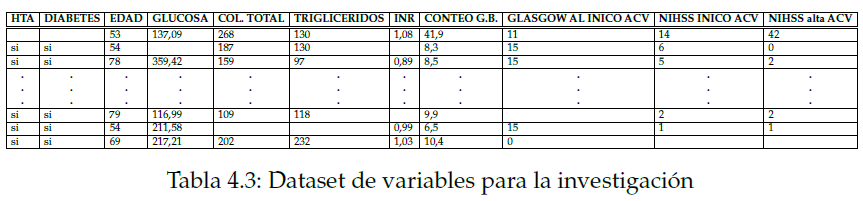 HTA DIABETES EDAD GLUCOSA COL. TOTAL TRIGLICERIDOS INR CONTEO G.B. GLASGOW AL INICO ACV NIHSS INICO ACV NIHSS alta ACV
53 137,09 268 130 1,08 41,9 11 14 42
si si 54 187 130 8,3 15 6 0
si si 78 359,42 159 97 0,89 8,5 15 5 2
. . . . . . . . . . .
. . . . . . . . . . .
. . . . . . . . . . .
si si 79 116,99 109 118 9,9 2 2
si si 54 211,58 0,99 6,5 15 1 1
si si 69 217,21 202 232 1,03 10,4 0
Tabla 4.3: Dataset de variables para la investigación